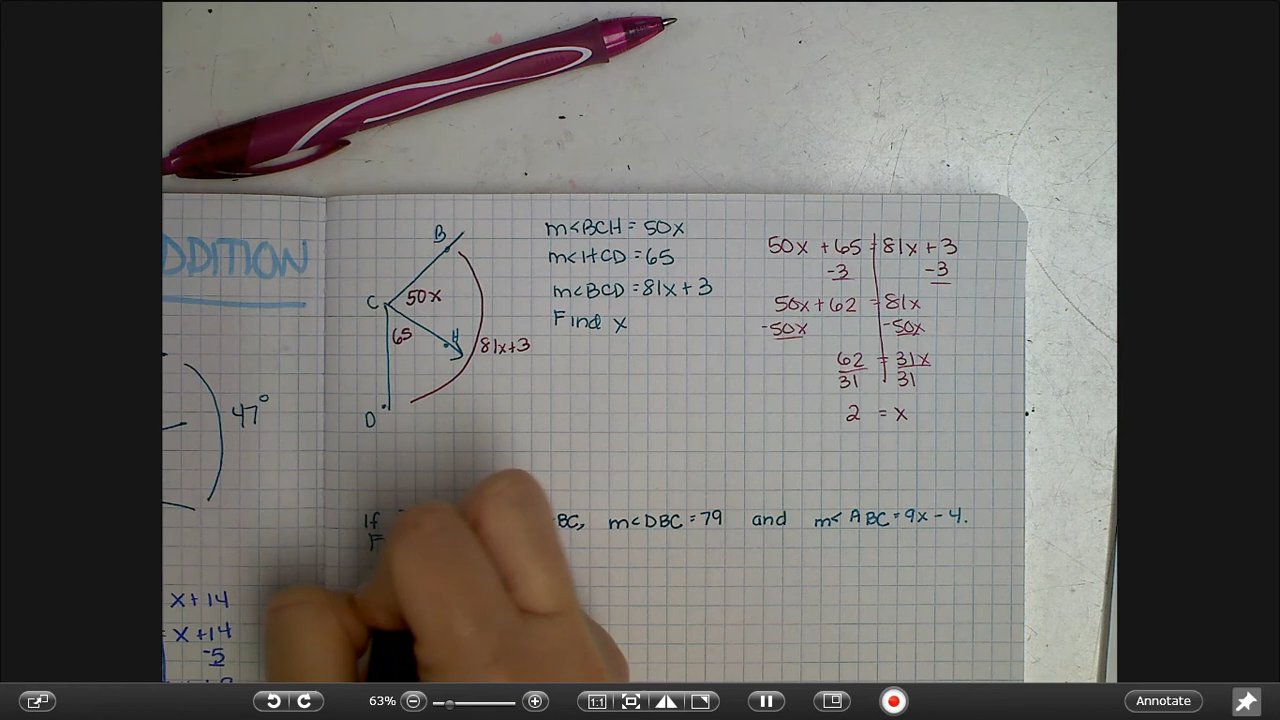 DDITION
47°
x+14
= x+14
-5
B
C
50x
65
H
81x+3
D
m<BCH = 50x
m<HCD = 65
m<BCD = 81x + 3
Find x
50x + 65 = 81x + 3
-3 -3
50x + 62 = 81x
-50x -50x
62 = 31x
31 31
2 = x
If BC, m<DBC = 79 and m< ABC = 9x - 4.
63%
1:1
Annotate